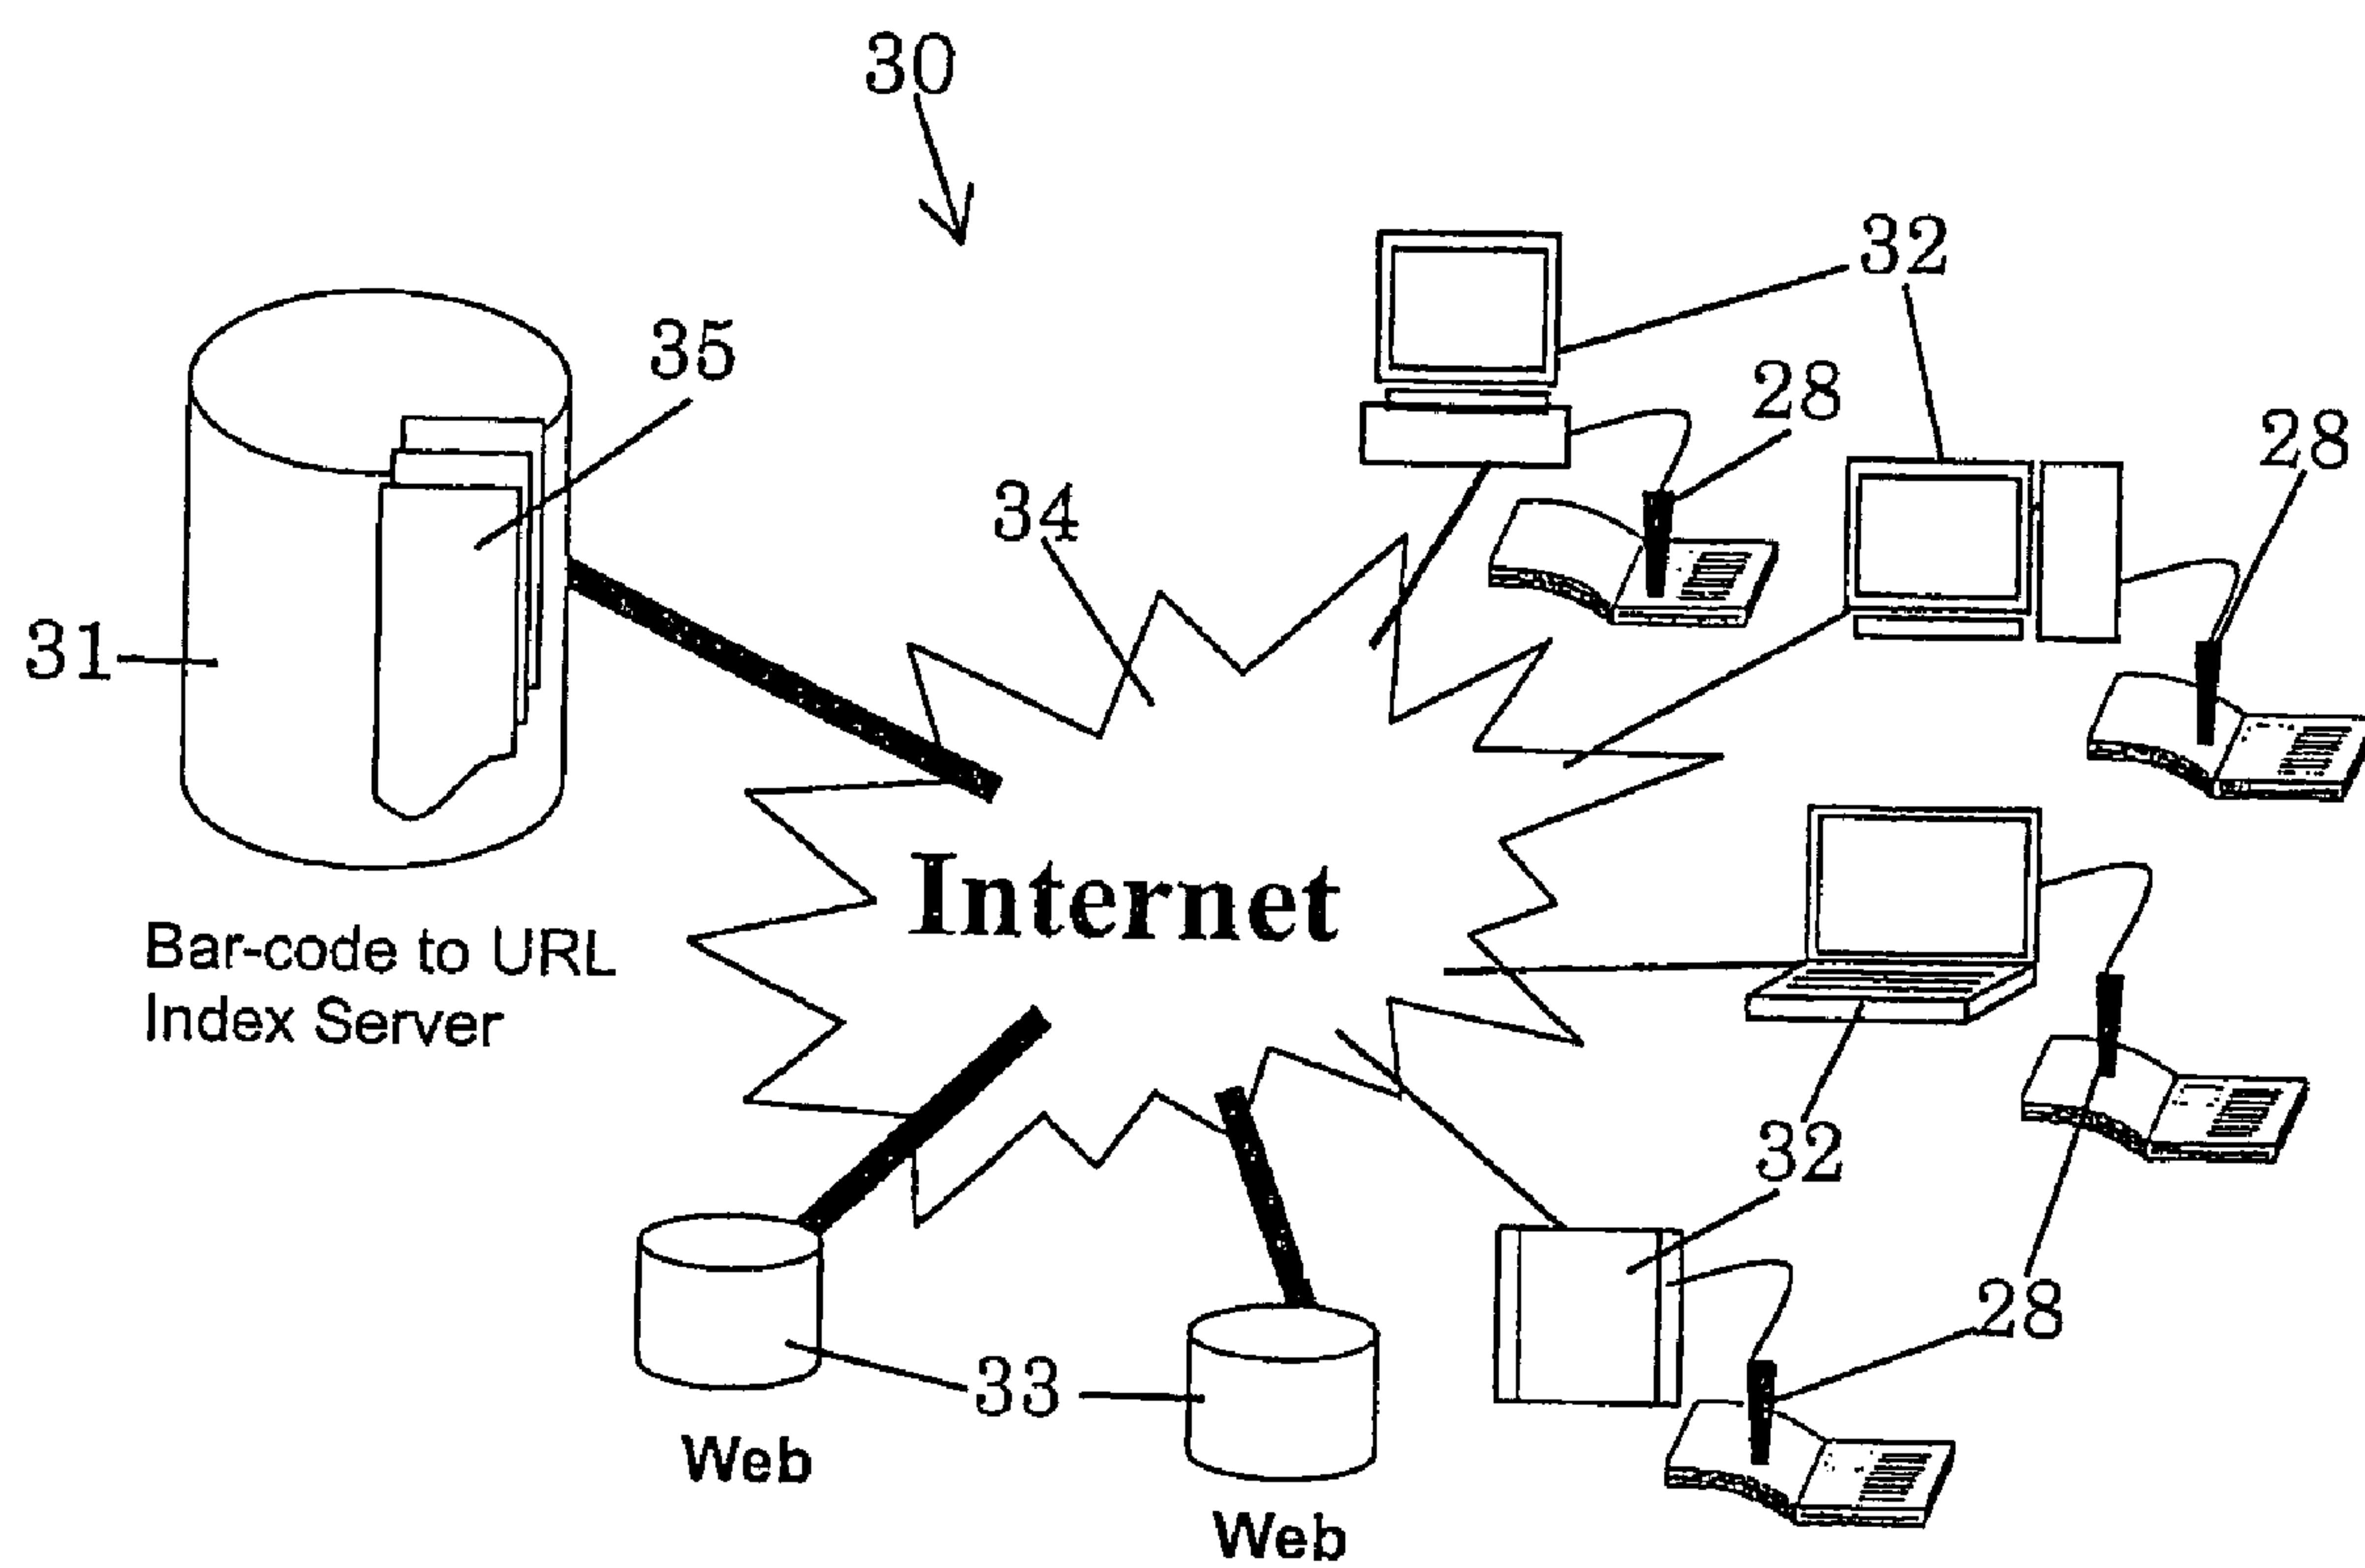 30
32
35
28
28
34
31
Internet
Bar-code to URL
Index Server
32
28
33
Web
Web